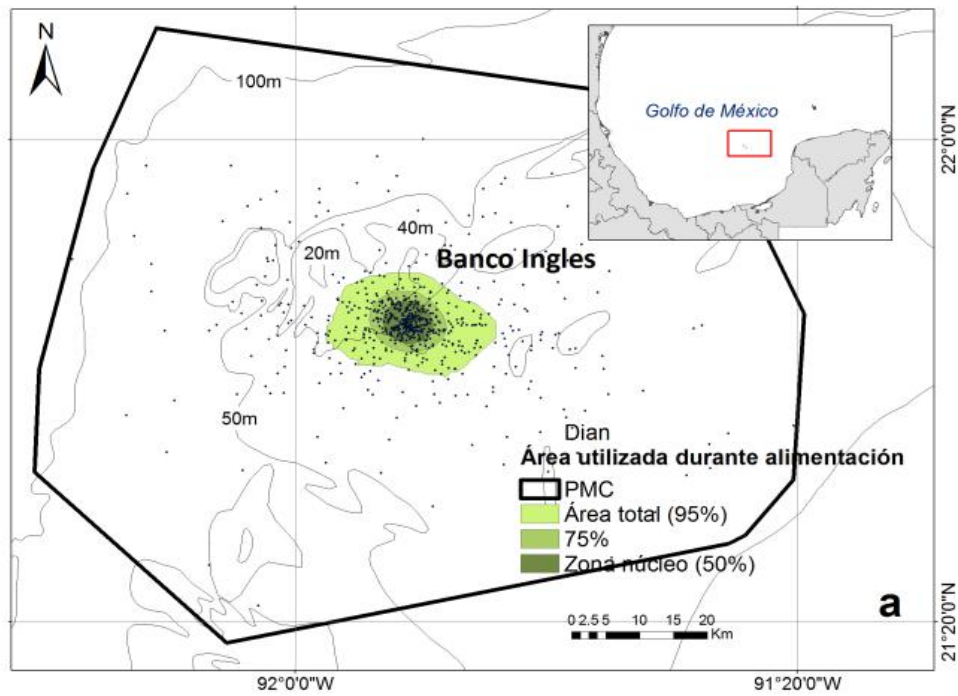 N
100m
Golfo de México
22°0'0"N
40m
20m
Banco Ingles
50m
Dian
Área utilizada durante alimentación
PMC
Área total (95%)
75%
Zona núcleo (50%)
a
0 2.5 5 10 15 20
Km
21°20'0"N
92°0'0"W
91°20'0"W